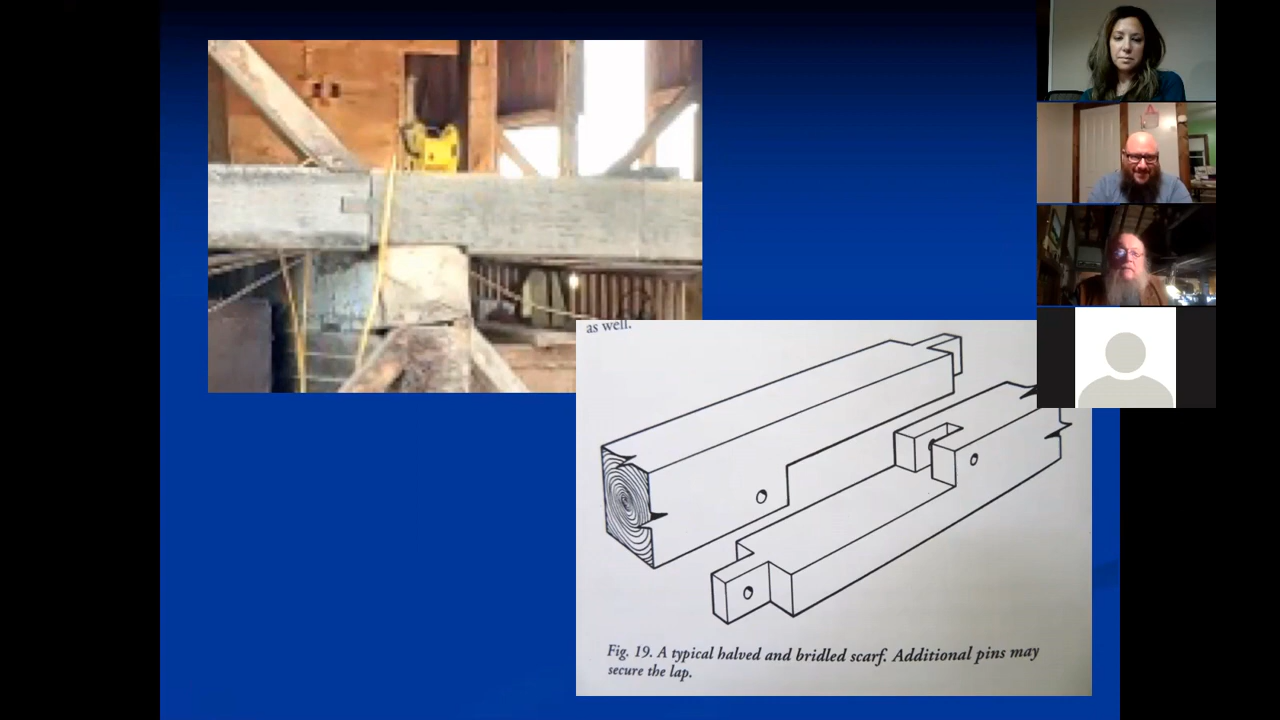 as well.
Fig. 19. A typical halved and bridled scarf. Additional pins may
secure the lap.